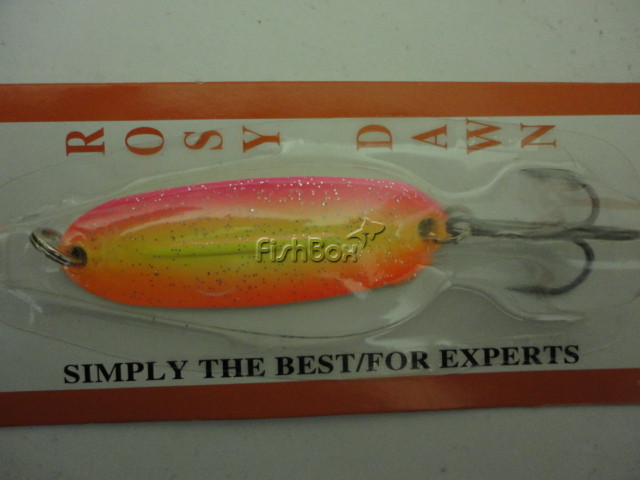 ROSY DAWN
FishBox
SIMPLY THE BEST/FOR EXPERTS